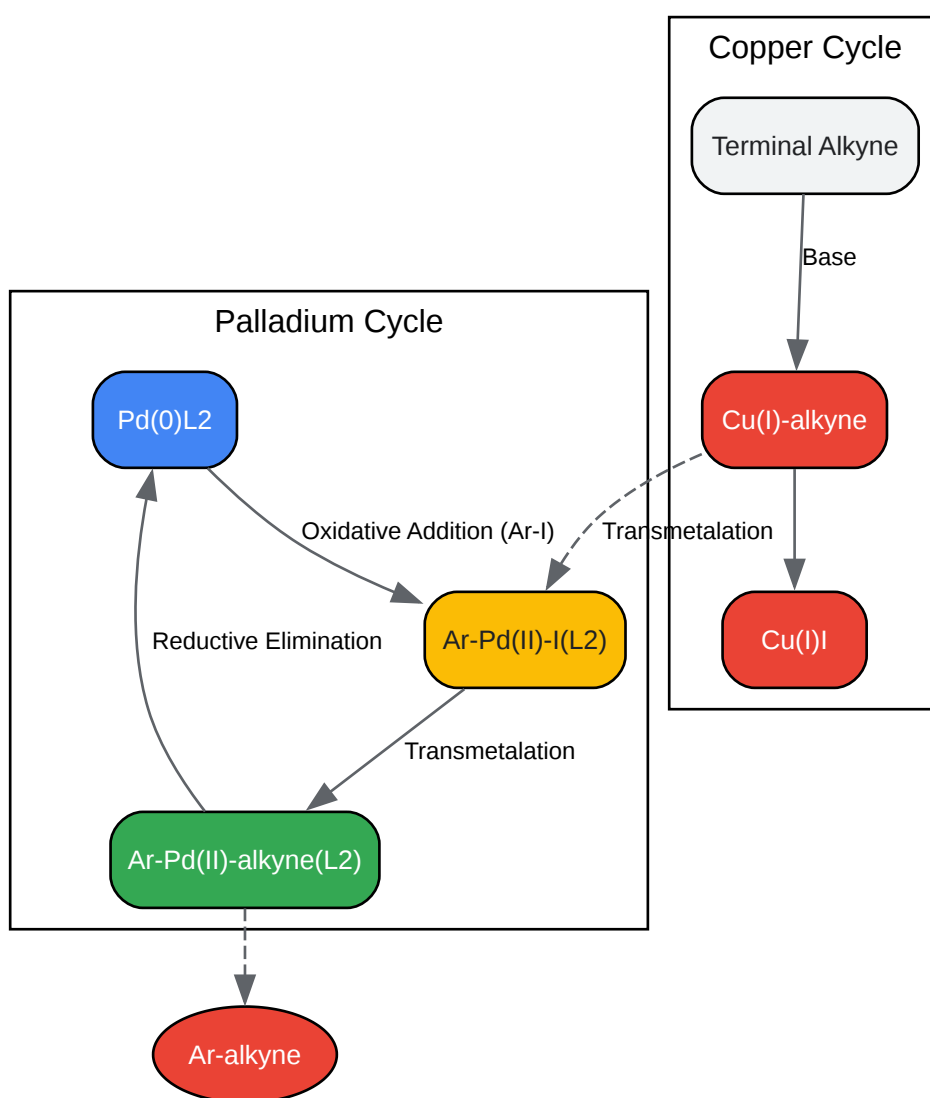 Copper Cycle
Terminal Alkyne
Base
Palladium Cycle
Pd(0)L2
Cu(I)-alkyne
Oxidative Addition (Ar-I)
Transmetalation
Reductive Elimination
Ar-Pd(II)-I(L2)
Cu(I)I
Transmetalation
Ar-Pd(II)-alkyne(L2)
Ar-alkyne